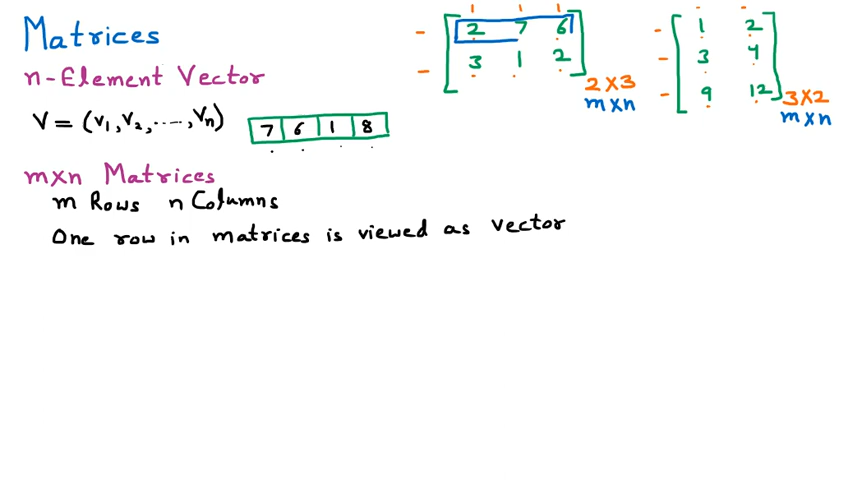 Matrices
n-Element Vector
V = (v1, v2, ....., vn)
7 6 1 8
mxn Matrices
m Rows n Columns
One row in matrices is viewed as vector
2 7 6
3 1 2
2x3
mxn
1 2
3 4
9 12
3x2
mxn